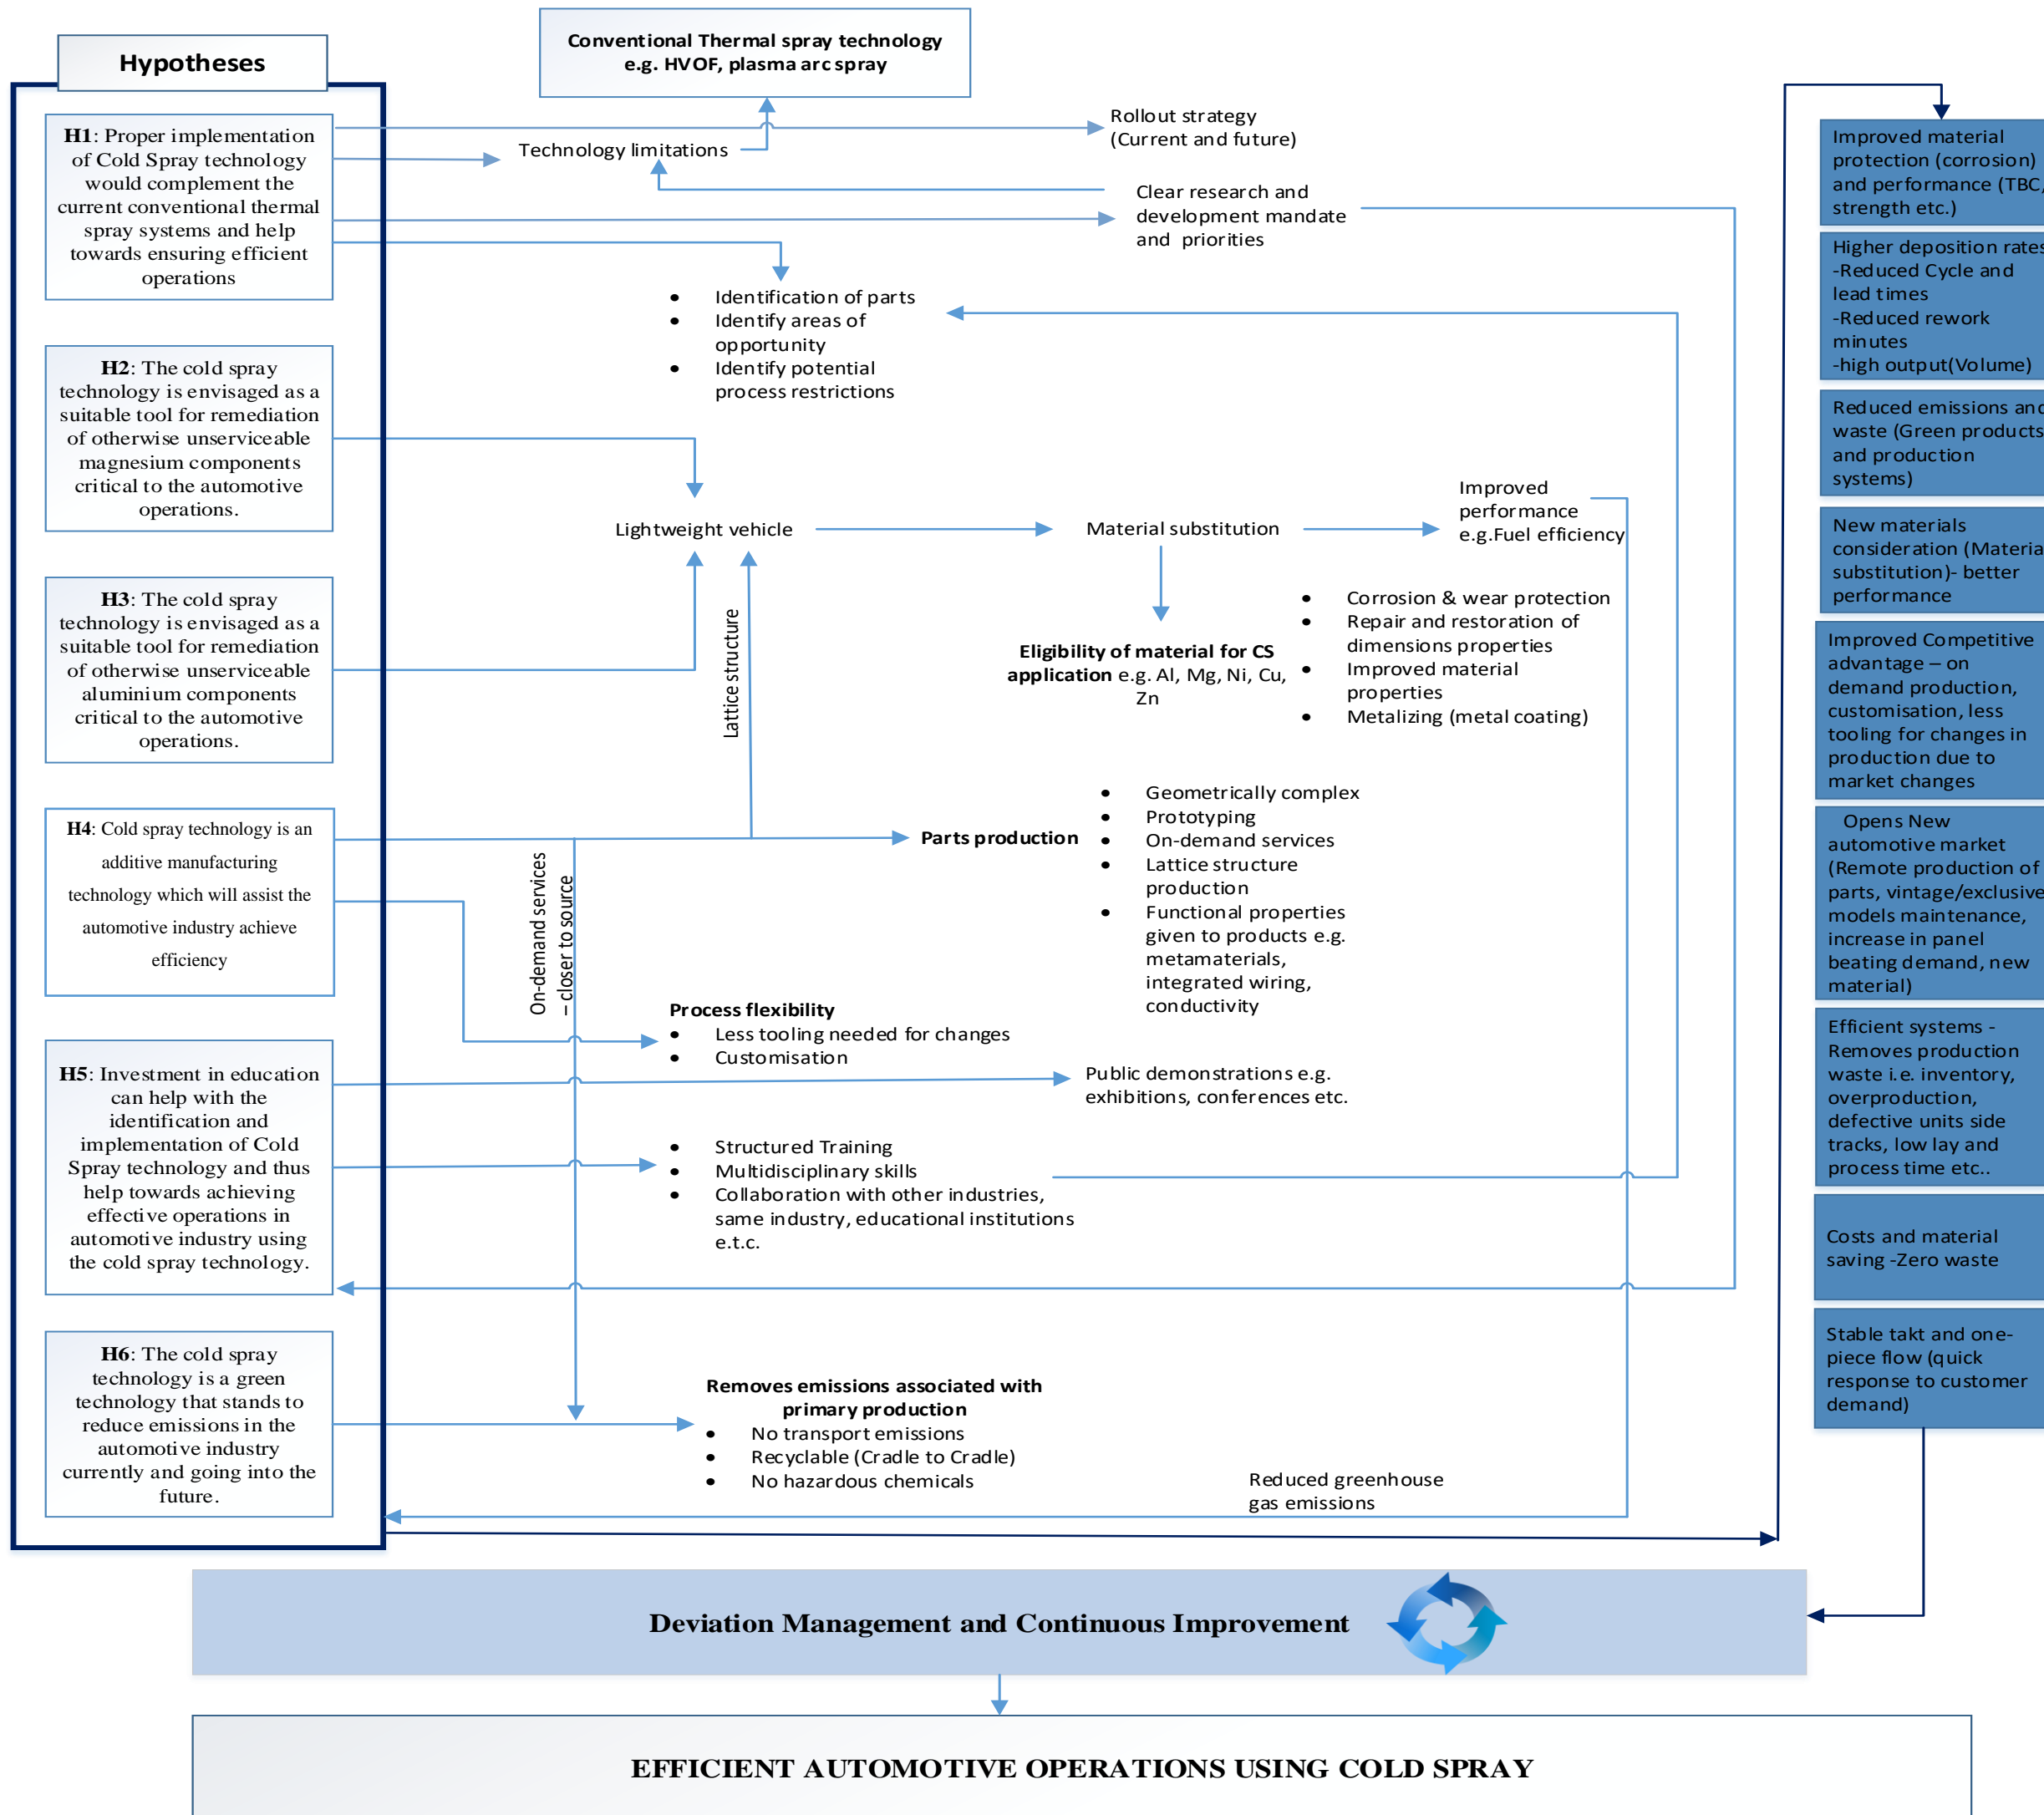 Hypotheses
Conventional Thermal spray technology
e.g. HVOF, plasma arc spray
H1: Proper implementation
of Cold Spray technology
would complement the
current conventional thermal
spray systems and help
towards ensuring efficient
operations
Technology limitations
Rollout strategy
(Current and future)
Clear research and
development mandate
and priorities
• Identification of parts
• Identify areas of
opportunity
• Identify potential
process restrictions
H2: The cold spray
technology is envisaged as a
suitable tool for remediation
of otherwise unserviceable
magnesium components
critical to the automotive
operations.
Lightweight vehicle
Material substitution
Improved
performance
e.g.Fuel efficiency
H3: The cold spray
technology is envisaged as a
suitable tool for remediation
of otherwise unserviceable
aluminium components
critical to the automotive
operations.
Lattice structure
Eligibility of material for CS
application e.g. Al, Mg, Ni, Cu,
Zn
• Corrosion & wear protection
• Repair and restoration of
dimensions properties
• Improved material
properties
• Metalizing (metal coating)
H4: Cold spray technology is an
additive manufacturing
technology which will assist the
automotive industry achieve
efficiency
On-demand services
– closer to source
Parts production
• Geometrically complex
• Prototyping
• On-demand services
• Lattice structure
production
• Functional properties
given to products e.g.
metamaterials,
integrated wiring,
conductivity
Process flexibility
• Less tooling needed for changes
• Customisation
H5: Investment in education
can help with the
identification and
implementation of Cold
Spray technology and thus
help towards achieving
effective operations in
automotive industry using
the cold spray technology.
Public demonstrations e.g.
exhibitions, conferences etc.
• Structured Training
• Multidisciplinary skills
• Collaboration with other industries,
same industry, educational institutions
e.t.c.
H6: The cold spray
technology is a green
technology that stands to
reduce emissions in the
automotive industry
currently and going into the
future.
Removes emissions associated with
primary production
• No transport emissions
• Recyclable (Cradle to Cradle)
• No hazardous chemicals
Reduced greenhouse
gas emissions
Improved material
protection (corrosion)
and performance (TBC,
strength etc.)
Higher deposition rates
-Reduced Cycle and
lead times
-Reduced rework
minutes
-high output(Volume)
Reduced emissions and
waste (Green products
and production
systems)
New materials
consideration (Materia
substitution)- better
performance
Improved Competitive
advantage – on
demand production,
customisation, less
tooling for changes in
production due to
market changes
Opens New
automotive market
(Remote production of
parts, vintage/exclusive
models maintenance,
increase in panel
beating demand, new
material)
Efficient systems -
Removes production
waste i.e. inventory,
overproduction,
defective units side
tracks, low lay and
process time etc..
Costs and material
saving -Zero waste
Stable takt and one-
piece flow (quick
response to customer
demand)
Deviation Management and Continuous Improvement
EFFICIENT AUTOMOTIVE OPERATIONS USING COLD SPRAY